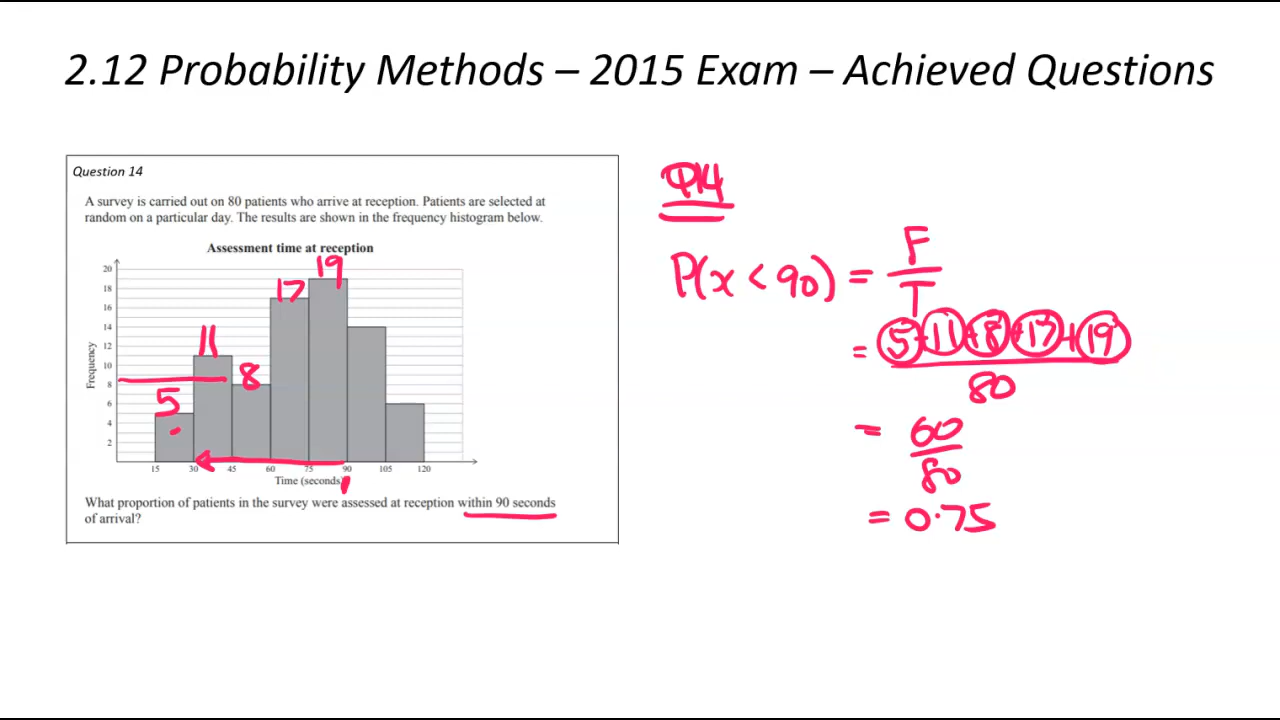 2.12 Probability Methods – 2015 Exam – Achieved Questions
Question 14
A survey is carried out on 80 patients who arrive at reception. Patients are selected at
random on a particular day. The results are shown in the frequency histogram below.
Assessment time at reception
Frequency
20
18
16
14
12
10
8
6
4
2
19
17
11
8
5
15 30 45 60 75 90 105 120
Time (seconds)
What proportion of patients in the survey were assessed at reception within 90 seconds
of arrival?
Q14
P(x < 90) = F/T
= 5+11+8+17+19
80
= 60/80
= 0.75